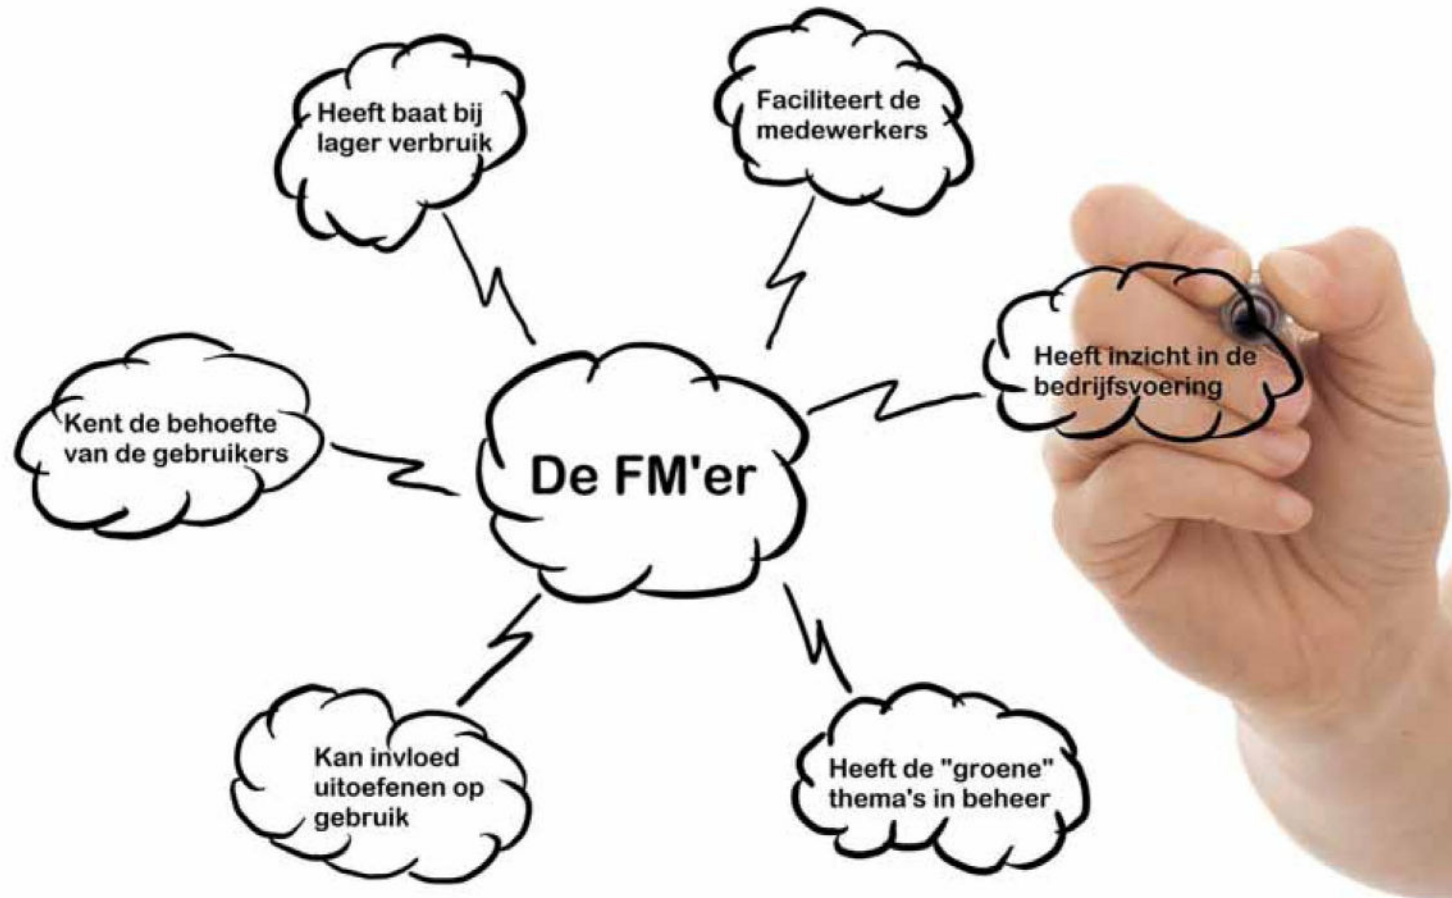 Heeft baat bij
lager verbruik
Faciliteert de
medewerkers
Heeft inzicht in de
bedrijfsvoering
Kent de behoefte
van de gebruikers
De FM'er
Kan invloed
uitoefenen op
gebruik
Heeft de "groene"
thema's in beheer